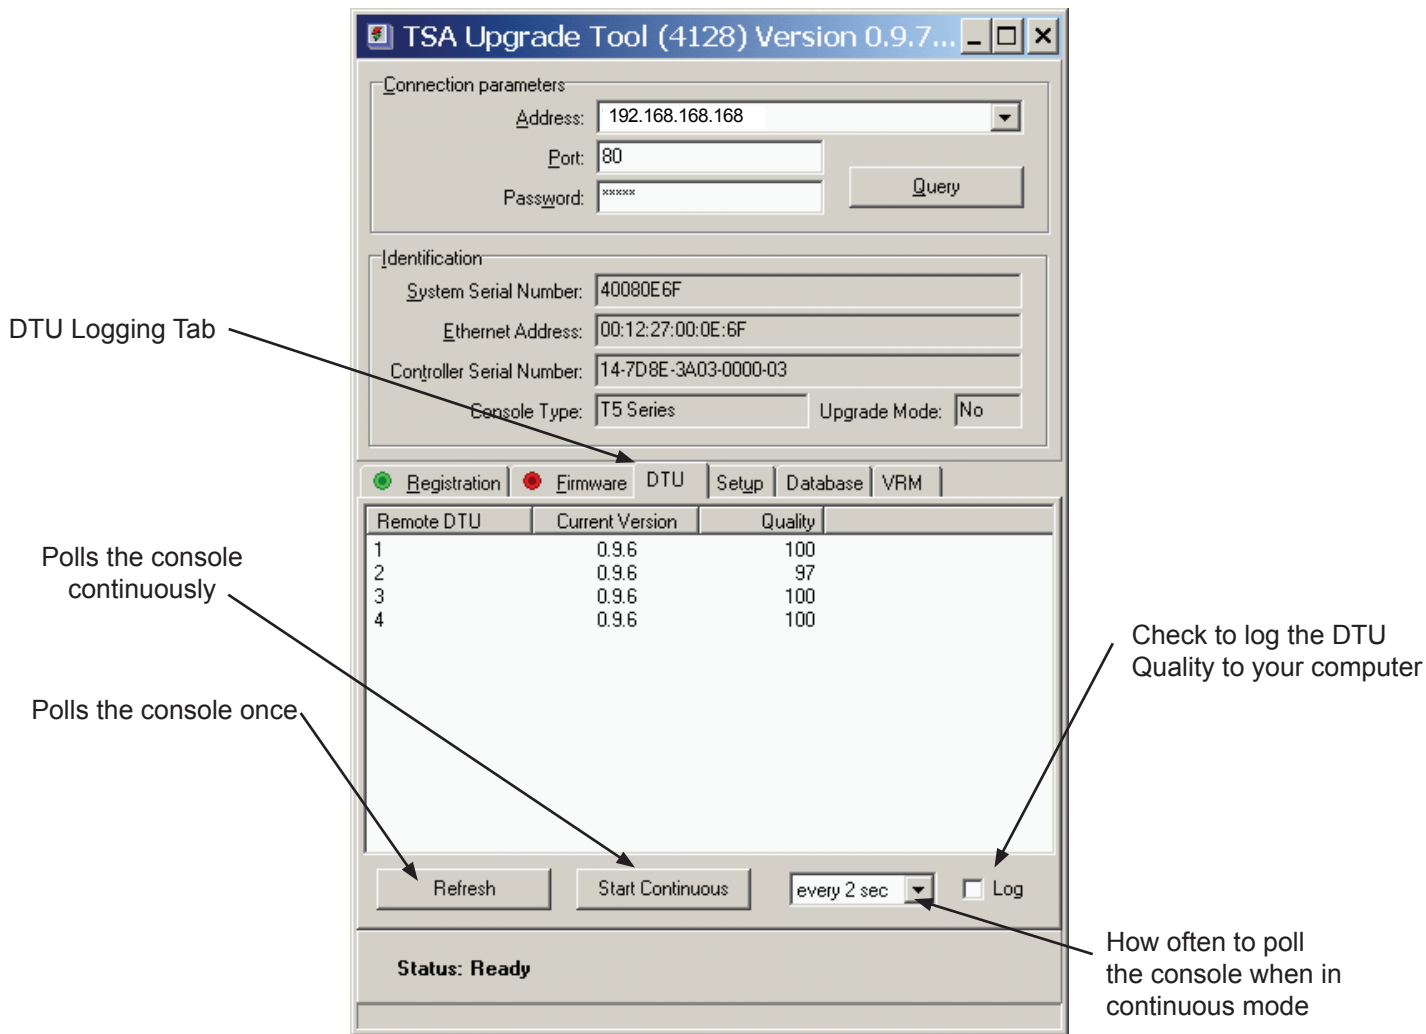 TSA Upgrade Tool (4128) Version 0.9.7...
Connection parameters
Address: 192.168.168.168
Port: 80
Password: xxxxx
Query
Identification
System Serial Number: 40080E6F
Ethernet Address: 00:12:27:00:0E:6F
Controller Serial Number: 14-7D8E-3A03-0000-03
Console Type: T5 Series Upgrade Mode: No
DTU Logging Tab
Registration Firmware DTU Setup Database VRM
Remote DTU Current Version Quality
1 0.9.6 100
2 0.9.6 97
3 0.9.6 100
4 0.9.6 100
Polls the console
continuously
Polls the console once
Check to log the DTU
Quality to your computer
Refresh Start Continuous every 2 sec Log
How often to poll
the console when in
continuous mode
Status: Ready